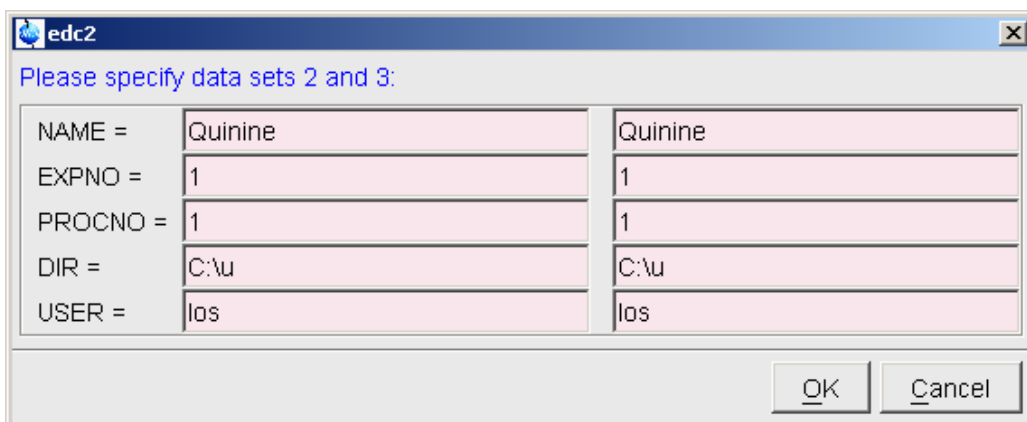 edc2
Please specify data sets 2 and 3:
NAME = Quinine Quinine
EXPNO = 1 1
PROCNO = 1 1
DIR = C:\u C:\u
USER = los los
OK Cancel